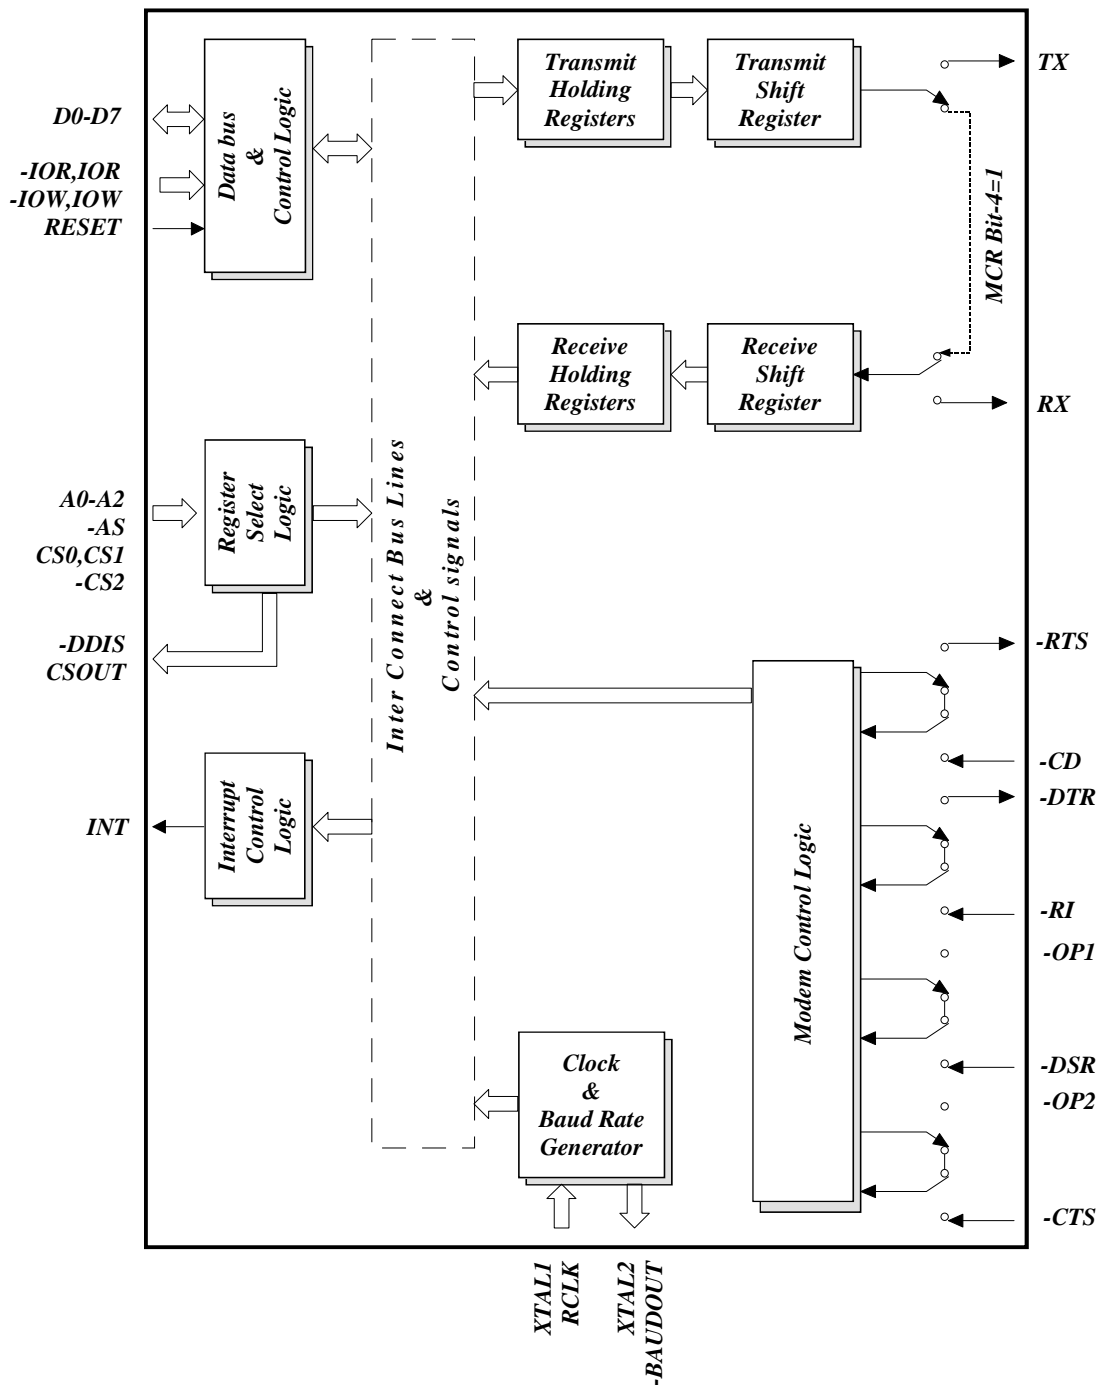 D0-D7
-IOR,IOR
-IOW,IOW
RESET
Data bus
&
Control Logic
A0-A2
-AS
CS0,CS1
-CS2
Register
Select
Logic
-DDIS
CSOUT
INT
Interrupt
Control
Logic
Inter Connect Bus Lines
&
Control signals
Transmit
Holding
Registers
Transmit
Shift
Register
Receive
Holding
Registers
Receive
Shift
Register
MCR Bit-4=1
TX
RX
Modem Control Logic
-RTS
-CD
-DTR
-RI
-OP1
-DSR
-OP2
-CTS
Clock
&
Baud Rate
Generator
XTAL1
RCLK
XTAL2
-BAUDOUT